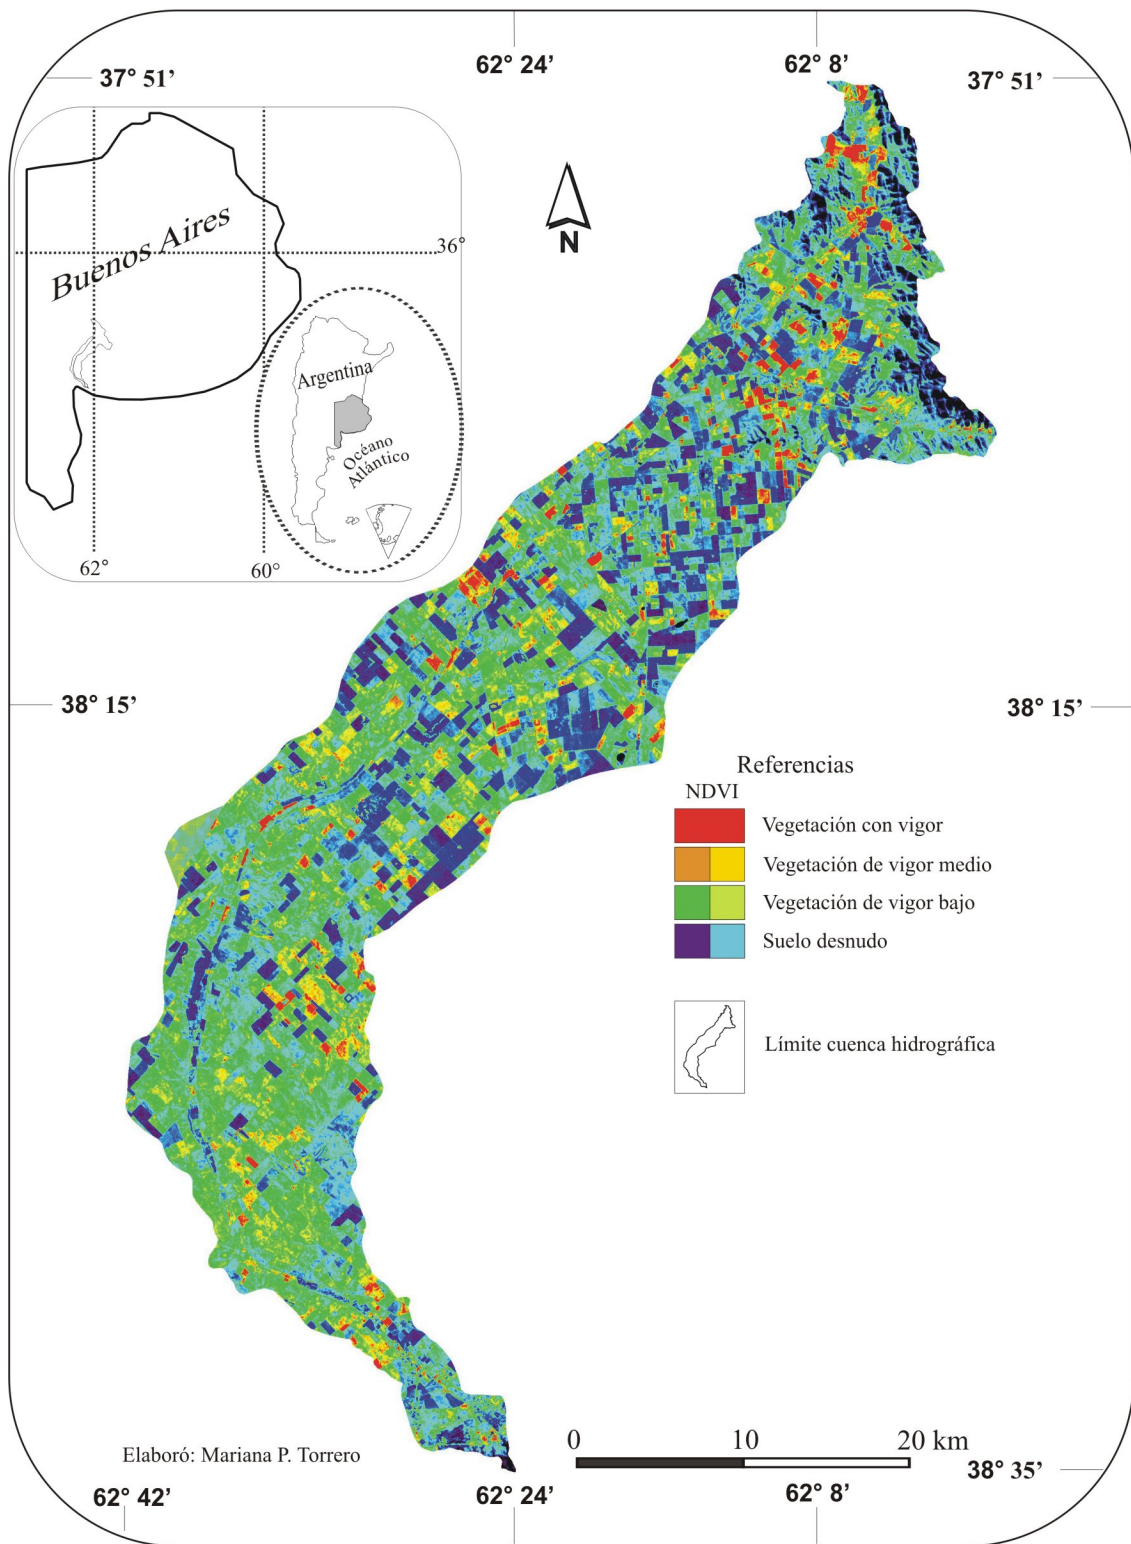 62° 24’
62° 8’
37° 51’
37° 51’
Buenos Aires
36°
Argentina
Océano
Atlántico
62°
60°
N
38° 15’
38° 15’
Referencias
NDVI
Vegetación con vigor
Vegetación de vigor medio
Vegetación de vigor bajo
Suelo desnudo
Límite cuenca hidrográfica
Elaboró: Mariana P. Torrero
0 10 20 km
38° 35’
62° 42’
62° 24’
62° 8’